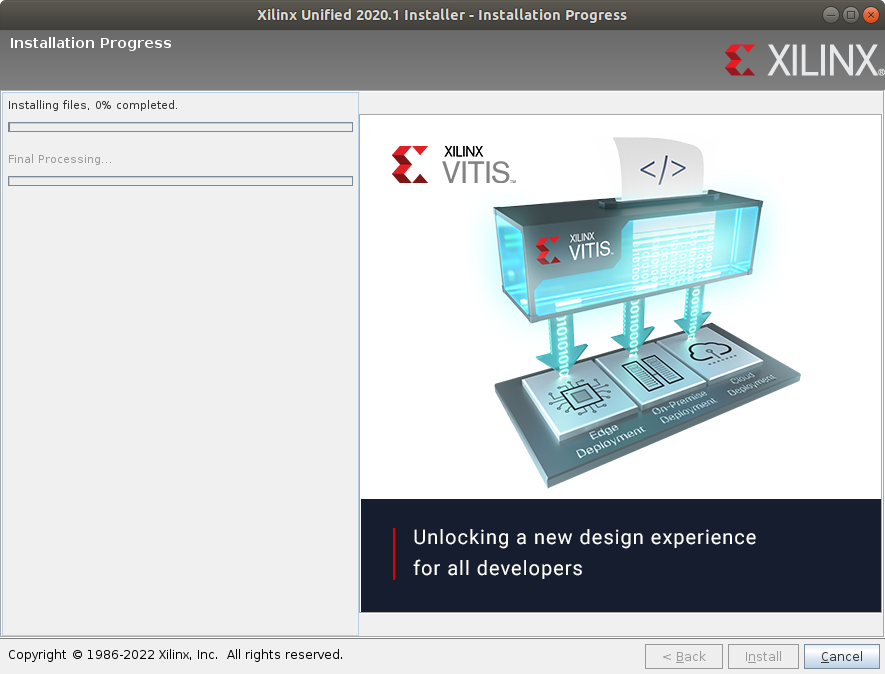 Xilinx Unified 2020.1 Installer - Installation Progress
Installation Progress
XILINX®
Installing files, 0% completed.
Final Processing...
XILINX
VITIS™
</>
XILINX
VITIS
Edge
Deployment
On-Premise
Deployment
Cloud
Deployment
Unlocking a new design experience
for all developers
Copyright © 1986-2022 Xilinx, Inc.  All rights reserved.
< Back
Install
Cancel